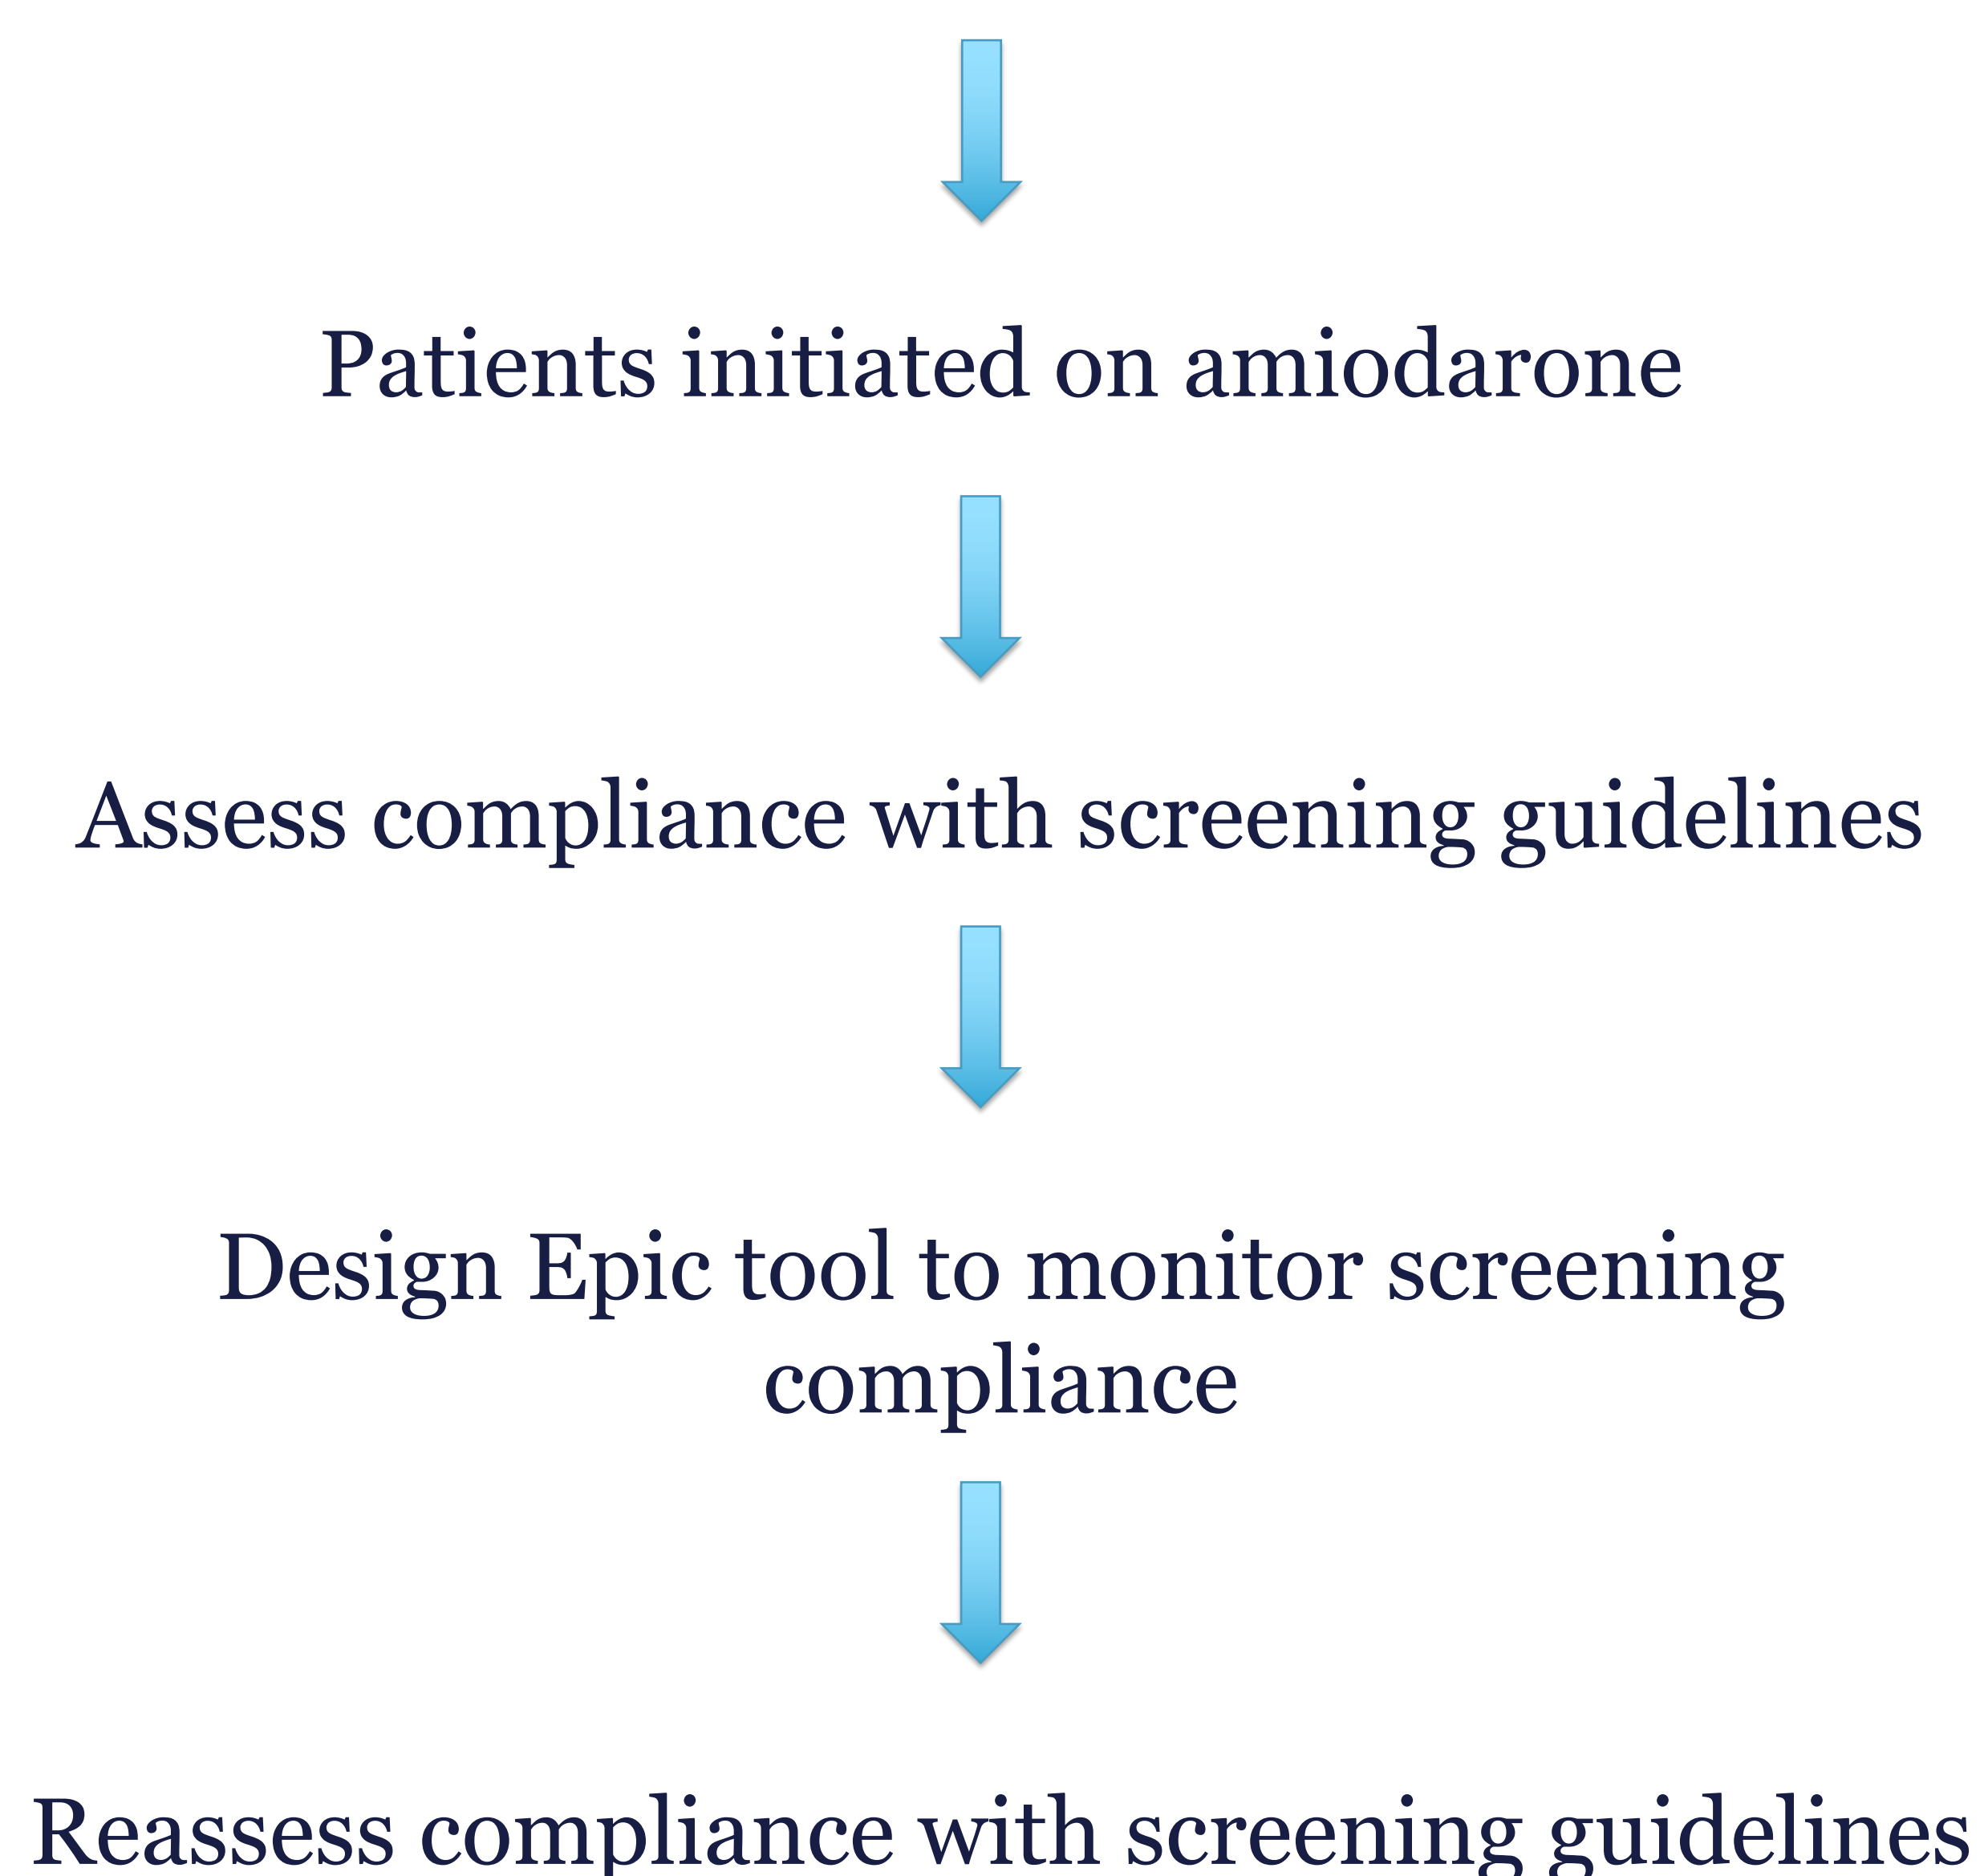 Patients initiated on amiodarone
Assess compliance with screening guidelines
Design Epic tool to monitor screening
compliance
Reassess compliance with screening guidelines